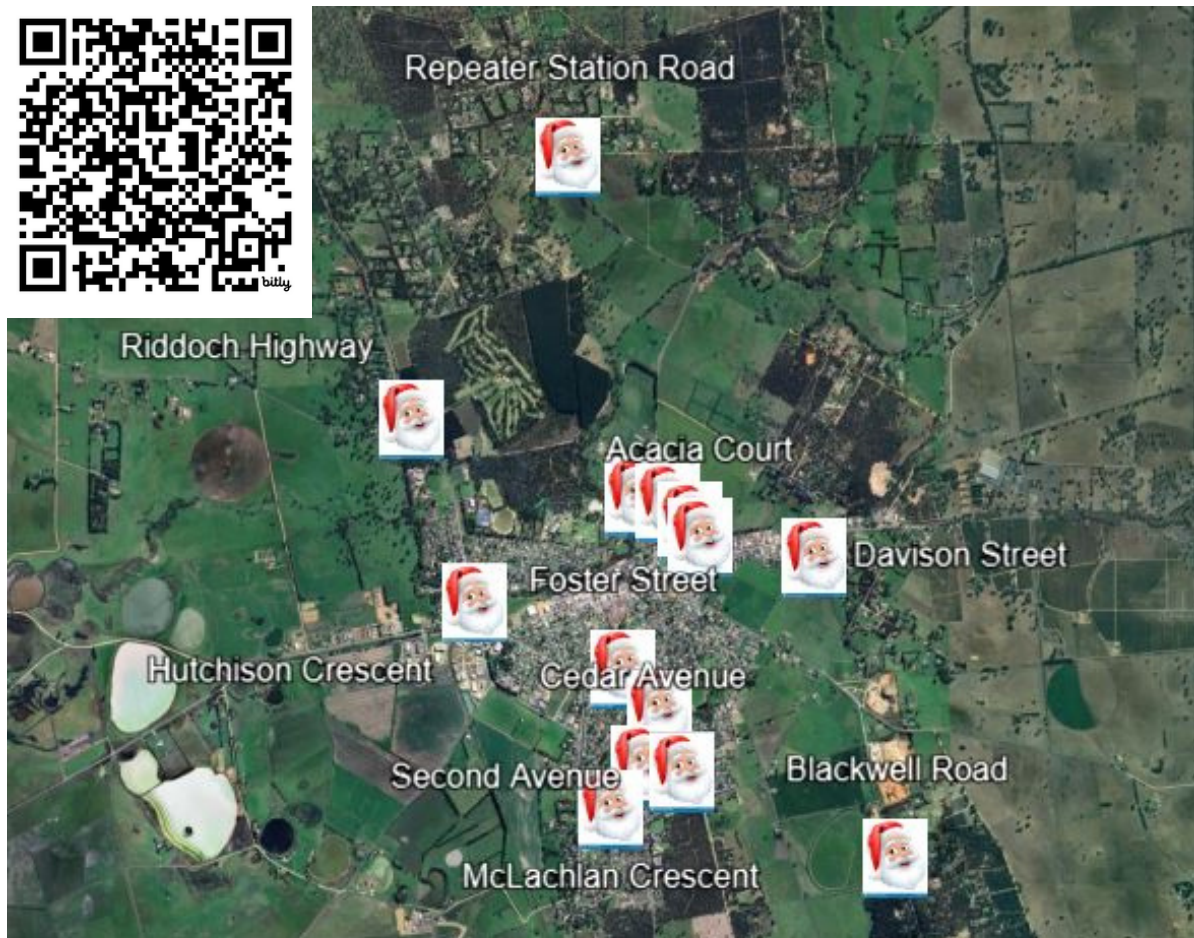 Repeater Station Road
bitly
Riddoch Highway
Acacia Court
Davison Street
Foster Street
Hutchison Crescent
Cedar Avenue
Second Avenue
Blackwell Road
McLachlan Crescent